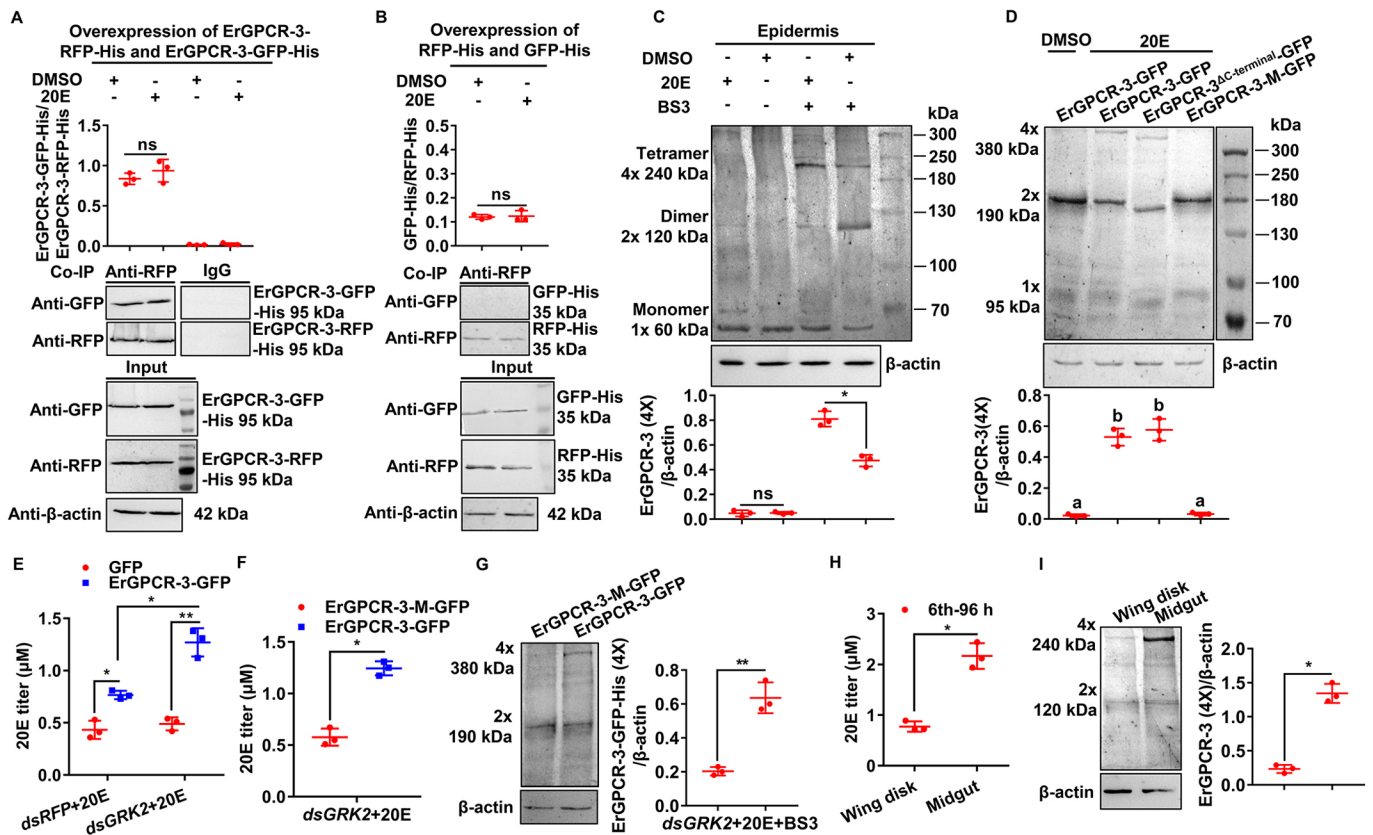 A
Overexpression of ErGPCR-3-
RFP-His and ErGPCR-3-GFP-His
DMSO + - + -
20E - + - +
ErGPCR-3-GFP-His/
ErGPCR-3-RFP-His
1.5
1.0
0.5
0.0
ns
Co-IP Anti-RFP IgG
Anti-GFP ErGPCR-3-GFP
-His 95 kDa
Anti-RFP ErGPCR-3-RFP
-His 95 kDa
Input
Anti-GFP ErGPCR-3-GFP
-His 95 kDa
Anti-RFP ErGPCR-3-RFP
-His 95 kDa
Anti-β-actin 42 kDa
B
Overexpression of
RFP-His and GFP-His
DMSO + -
20E - +
GFP-His/RFP-His
0.5
0.4
0.3
0.2
0.1
0.0
ns
Co-IP Anti-RFP
Anti-GFP GFP-His
35 kDa
Anti-RFP RFP-His
35 kDa
Input
Anti-GFP GFP-His
35 kDa
Anti-RFP RFP-His
35 kDa
Anti-β-actin 42 kDa
C
Epidermis
DMSO - + - +
20E + - + -
BS3 - - + +
kDa
300
250
180
130
100
70
Tetramer
4x 240 kDa
Dimer
2x 120 kDa
Monomer
1x 60 kDa
β-actin
ErGPCR-3 (4X)
/β-actin
1.0
0.8
0.6
0.4
0.2
0.0
ns
*
D
DMSO 20E
ErGPCR-3-GFP
ErGPCR-3-GFP
ErGPCR-3ΔC-terminal-GFP
ErGPCR-3-M-GFP
kDa
300
250
180
130
100
70
4x
380 kDa
2x
190 kDa
1x
95 kDa
β-actin
ErGPCR-3(4X)
/β-actin
0.8
0.6
0.4
0.2
0.0
a
b
b
a
E
GFP
ErGPCR-3-GFP
20E titer (μM)
1.5
1.0
0.5
0.0
*
*
**
dsRFP+20E
dsGRK2+20E
F
ErGPCR-3-M-GFP
ErGPCR-3-GFP
20E titer (μM)
1.5
1.0
0.5
0.0
*
dsGRK2+20E
G
ErGPCR-3-M-GFP
ErGPCR-3-GFP
4x
380 kDa
2x
190 kDa
β-actin
ErGPCR-3-GFP-His (4X)
/β-actin
0.8
0.6
0.4
0.2
0.0
**
dsGRK2+20E+BS3
H
6th-96 h
20E titer (μM)
3
2
1
0
*
Wing disk
Midgut
I
Wing disk
Midgut
4x
240 kDa
2x
120 kDa
β-actin
ErGPCR-3 (4X)/β-actin
2.0
1.5
1.0
0.5
0.0
*